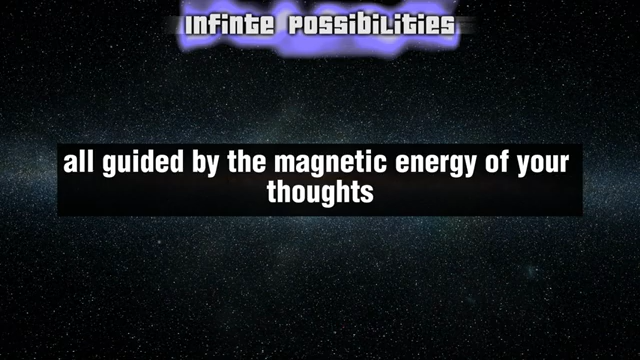 Infinte Possibilities
all guided by the magnetic energy of your
thoughts